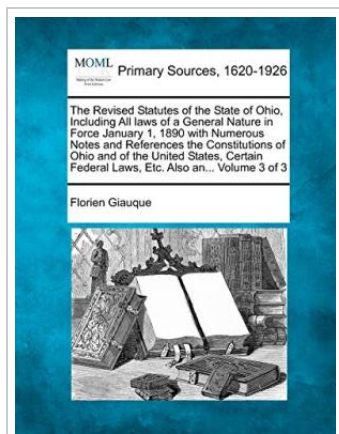 MOML
Primary Sources, 1620-1926
The Revised Statutes of the State of Ohio,
Including All laws of a General Nature in
Force January 1, 1890 with Numerous
Notes and References the Constitutions of
Ohio and of the United States, Certain
Federal Laws, Etc. Also an... Volume 3 of 3
Florien Giauque